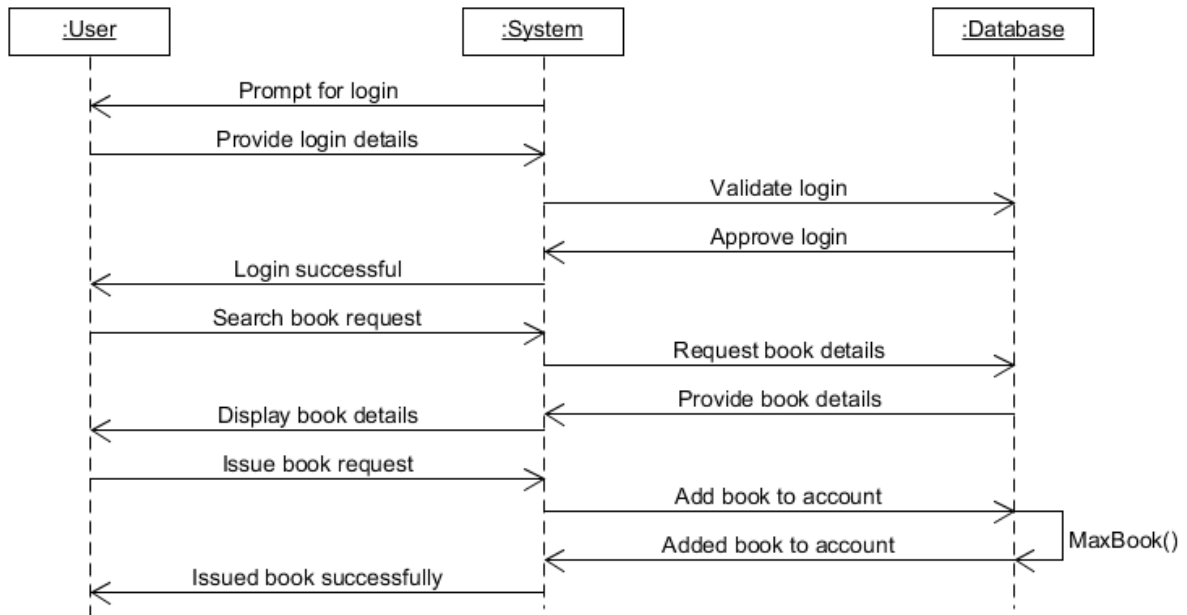 :User
:System
:Database
Prompt for login
Provide login details
Validate login
Approve login
Login successful
Search book request
Request book details
Provide book details
Display book details
Issue book request
Add book to account
MaxBook()
Added book to account
Issued book successfully